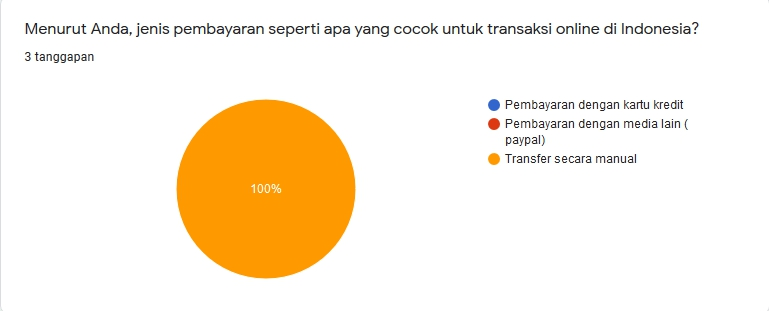 Menurut Anda, jenis pembayaran seperti apa yang cocok untuk transaksi online di Indonesia?
3 tanggapan
Pembayaran dengan kartu kredit
Pembayaran dengan media lain (
paypal)
Transfer secara manual
100%